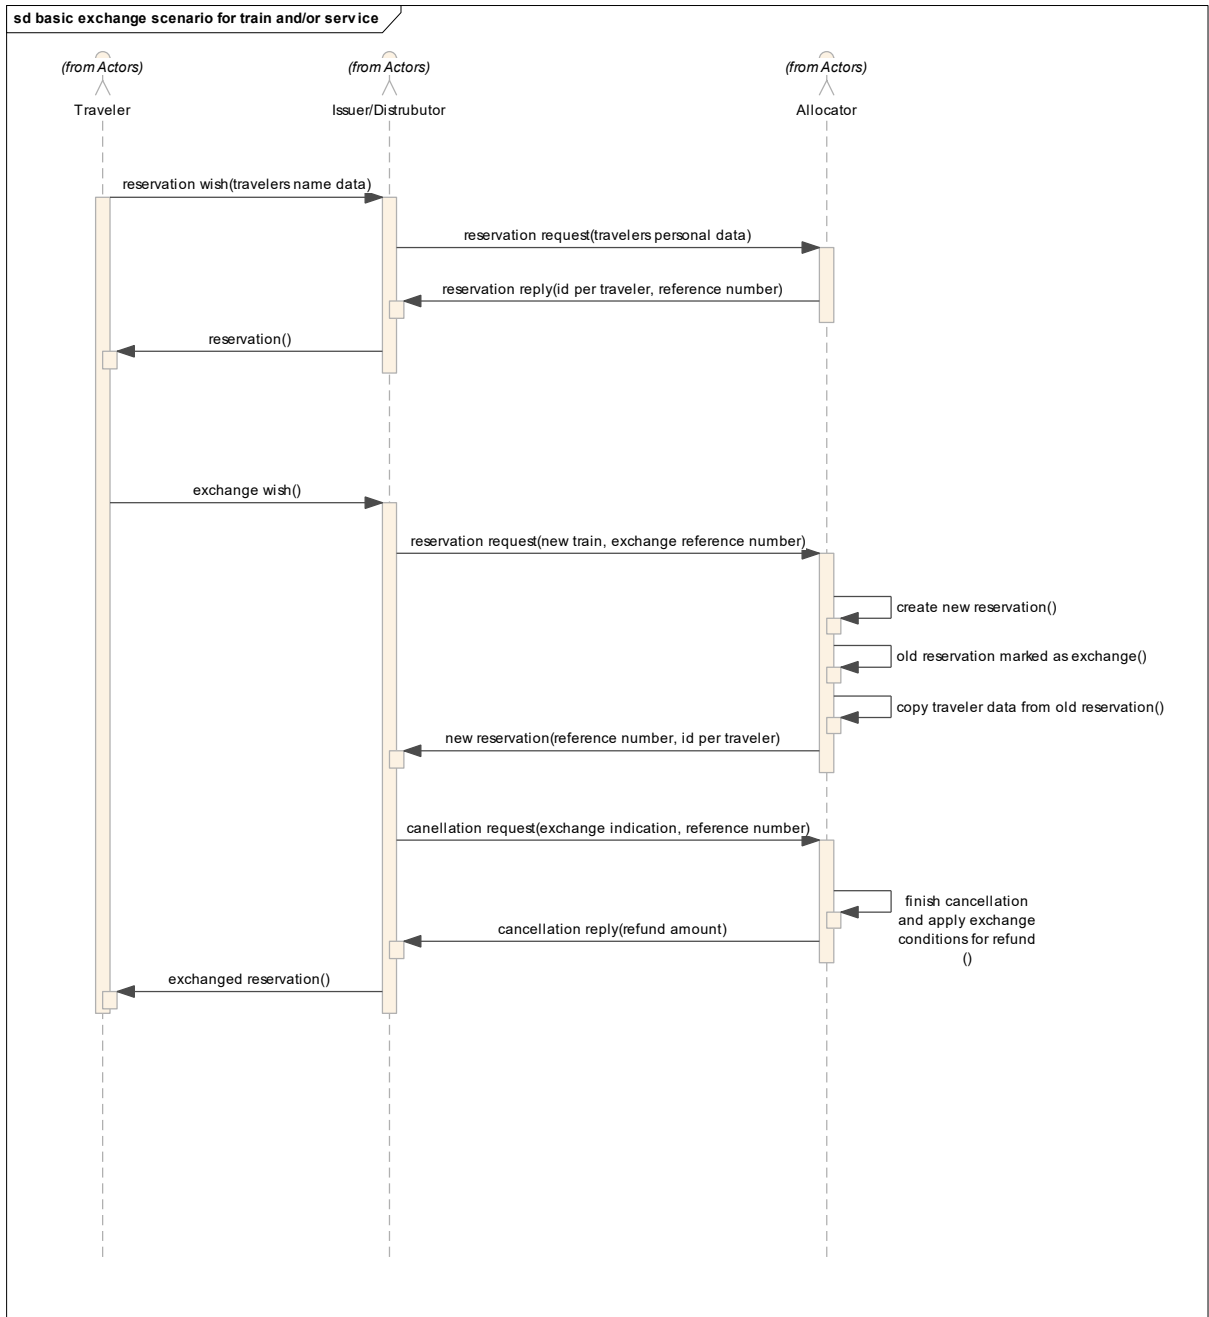 sd basic exchange scenario for train and/or service
(from Actors)
(from Actors)
(from Actors)
Traveler
Issuer/Distrubutor
Allocator
reservation wish(travelers name data)
reservation request(travelers personal data)
reservation reply(id per traveler, reference number)
reservation()
exchange wish()
reservation request(new train, exchange reference number)
create new reservation()
old reservation marked as exchange()
copy traveler data from old reservation()
new reservation(reference number, id per traveler)
canellation request(exchange indication, reference number)
finish cancellation
and apply exchange
conditions for refund
()
cancellation reply(refund amount)
exchanged reservation()